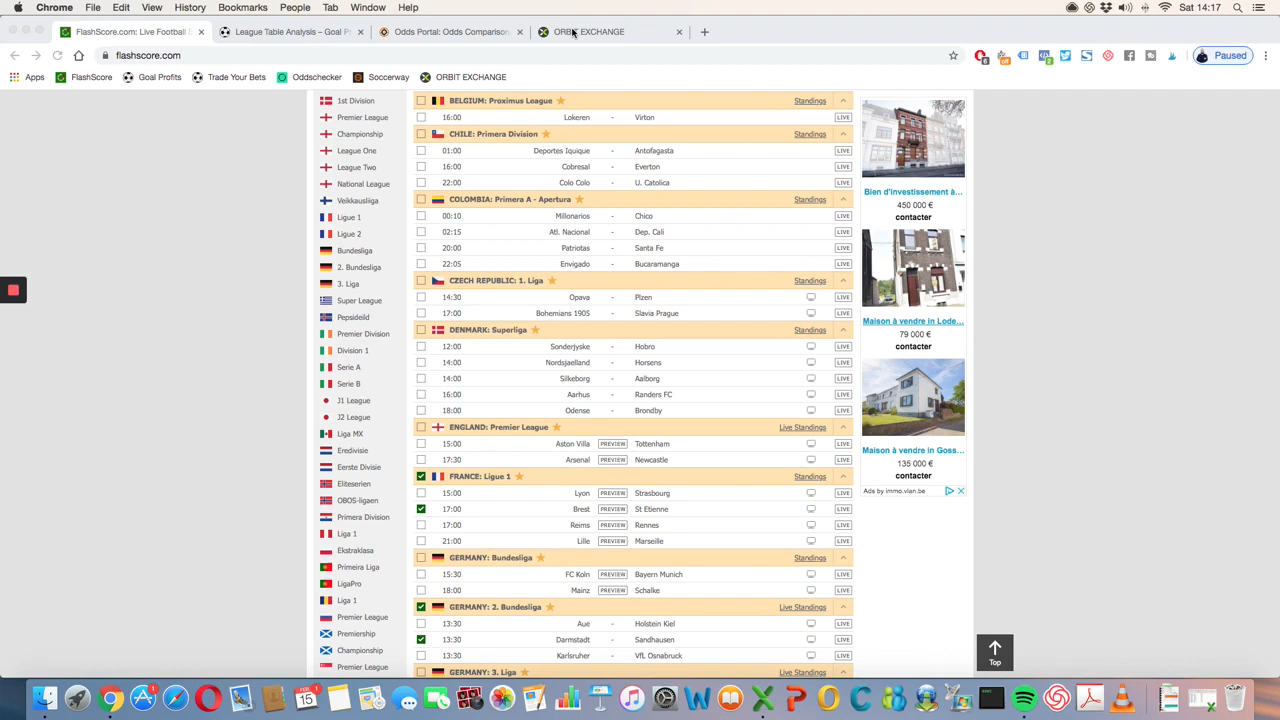 Chrome File Edit View History Bookmarks People Tab Window Help Sat 14:17
FlashScore.com: Live Football S League Table Analysis – Goal P Odds Portal: Odds Comparison ORBIT EXCHANGE
flashscore.com Paused
Apps FlashScore Goal Profits Trade Your Bets Oddschecker Soccerway ORBIT EXCHANGE
1st Division
Premier League
Championship
League One
League Two
National League
Veikkausliiga
Ligue 1
Ligue 2
Bundesliga
2. Bundesliga
3. Liga
Super League
Pepsideild
Premier Division
Division 1
Serie A
Serie B
J1 League
J2 League
Liga MX
Eredivisie
Eerste Divisie
Eliteserien
OBOS-ligaen
Primera Division
Liga 1
Ekstraklasa
Primeira Liga
LigaPro
Liga 1
Premier League
Premiership
Championship
Premier League
BELGIUM: Proximus League Standings
16:00 Lokeren - Virton LIVE
CHILE: Primera Division Standings
01:00 Deportes Iquique - Antofagasta LIVE
16:00 Cobresal - Everton LIVE
22:00 Colo Colo - U. Catolica LIVE
COLOMBIA: Primera A - Apertura Standings
00:10 Millonarios - Chico LIVE
02:15 Atl. Nacional - Dep. Cali LIVE
20:00 Patriotas - Santa Fe LIVE
22:05 Envigado - Bucaramanga LIVE
CZECH REPUBLIC: 1. Liga Standings
14:30 Opava - Plzen LIVE
17:00 Bohemians 1905 - Slavia Prague LIVE
DENMARK: Superliga Standings
12:00 Sonderjyske - Hobro LIVE
14:00 Nordsjaelland - Horsens LIVE
14:00 Silkeborg - Aalborg LIVE
16:00 Aarhus - Randers FC LIVE
18:00 Odense - Brondby LIVE
ENGLAND: Premier League Live Standings
15:00 Aston Villa PREVIEW Tottenham LIVE
17:30 Arsenal PREVIEW Newcastle LIVE
FRANCE: Ligue 1 Standings
15:00 Lyon PREVIEW Strasbourg LIVE
17:00 Brest PREVIEW St Etienne LIVE
17:00 Reims PREVIEW Rennes LIVE
21:00 Lille PREVIEW Marseille LIVE
GERMANY: Bundesliga Standings
15:30 FC Koln PREVIEW Bayern Munich LIVE
18:00 Mainz PREVIEW Schalke LIVE
GERMANY: 2. Bundesliga Live Standings
13:30 Aue - Holstein Kiel LIVE
13:30 Darmstadt - Sandhausen LIVE
13:30 Karlsruher - VfL Osnabruck LIVE
GERMANY: 3. Liga Live Standings
Bien d'investissement à...
450 000 €
contacter
Maison à vendre in Lode...
79 000 €
contacter
Maison à vendre in Goss...
135 000 €
contacter
Ads by immo.vlan.be
Top